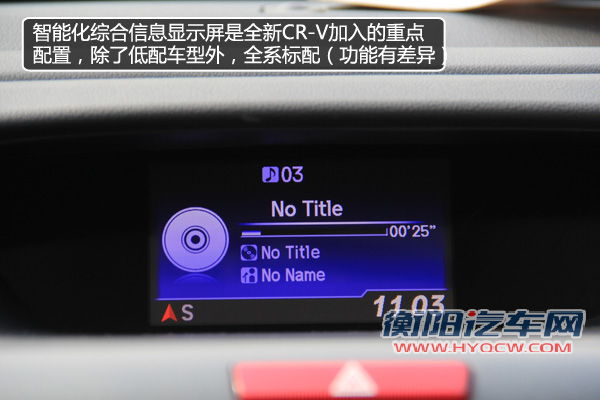 智能化综合信息显示屏是全新CR-V加入的重点
配置，除了低配车型外，全系标配（功能有差异）
03
No Title
00'25"
No Title
No Name
S
11:03
衡阳汽车网
WWW.HYQCW.COM